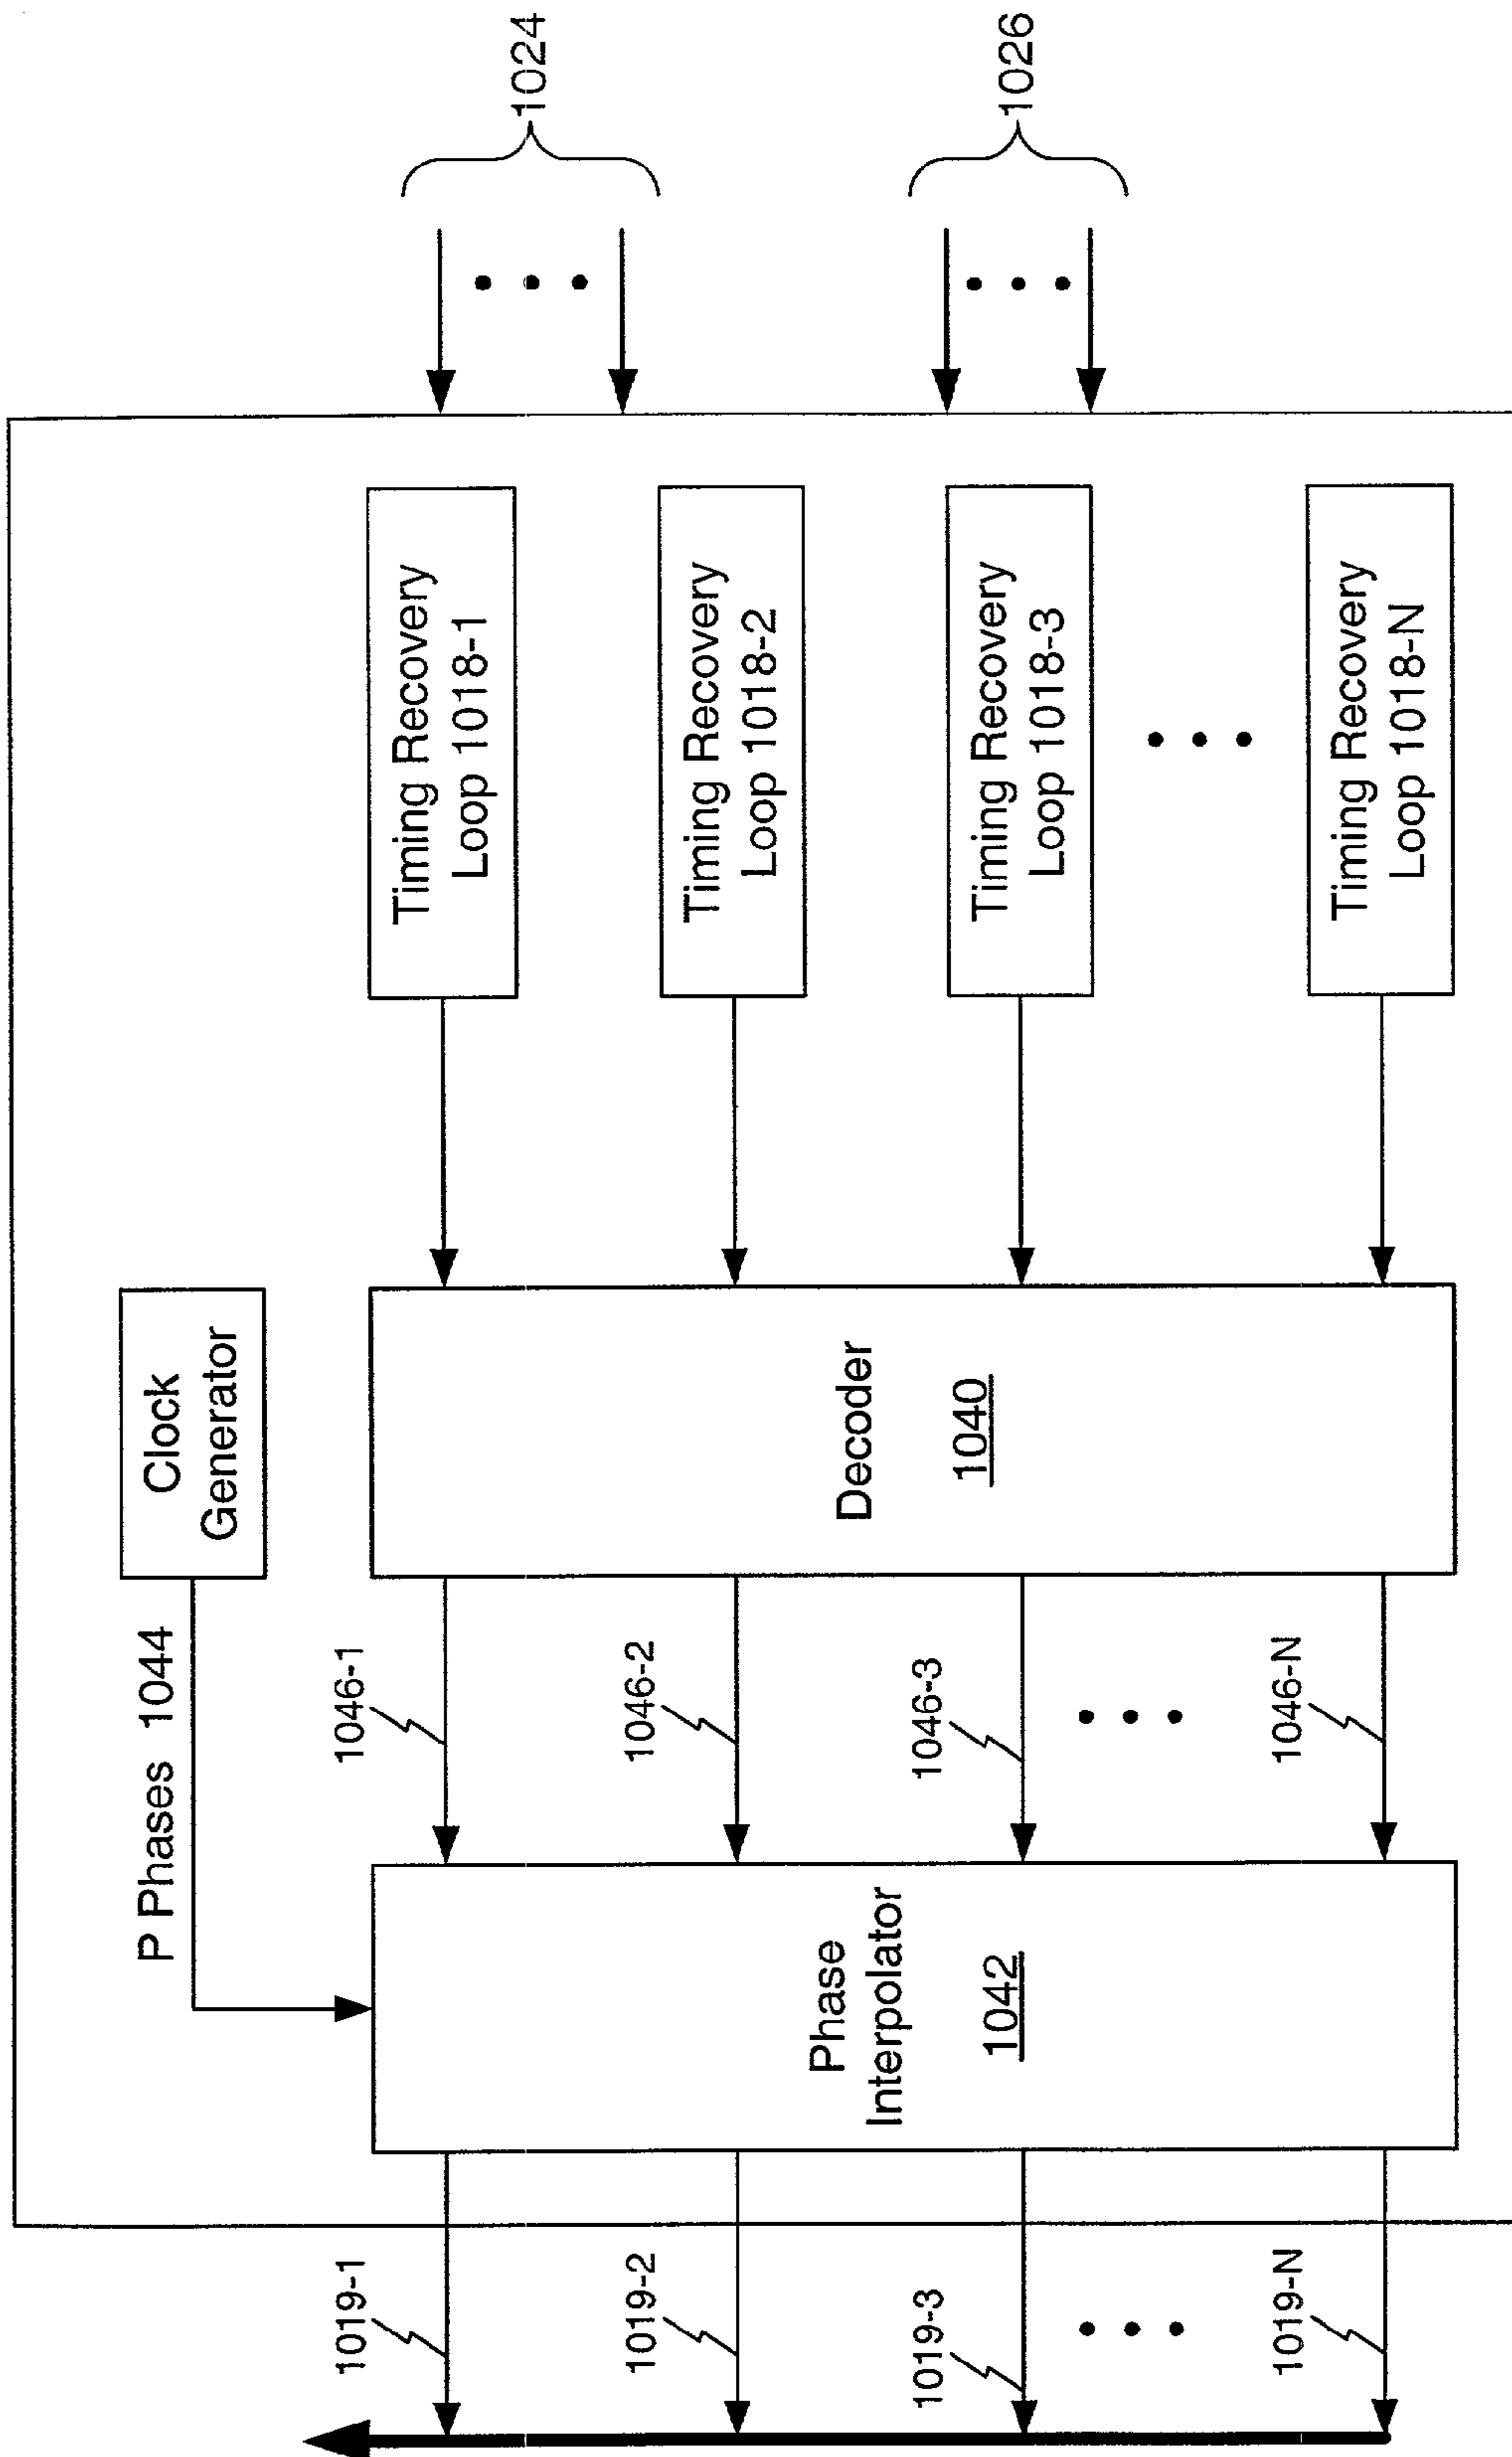 P Phases 1044
Clock
Generator
1019-1
1046-1
Timing Recovery
Loop 1018-1
1024
1019-2
1046-2
Timing Recovery
Loop 1018-2
Phase
Interpolator
1042
Decoder
1040
1019-3
1046-3
Timing Recovery
Loop 1018-3
1026
1019-N
1046-N
Timing Recovery
Loop 1018-N